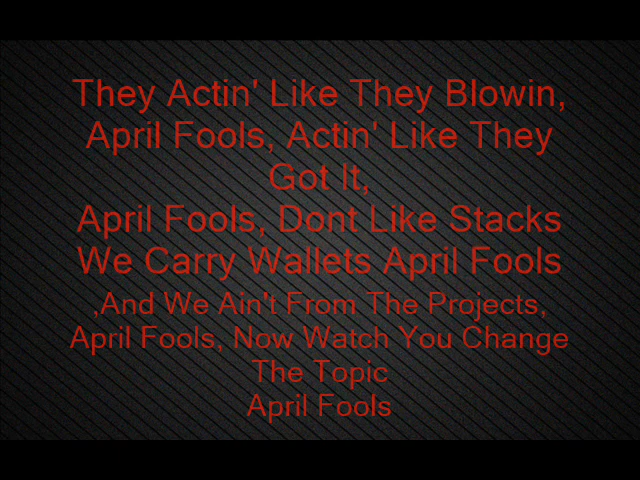 They Actin' Like They Blowin,
April Fools, Actin' Like They
Got It,
April Fools, Dont Like Stacks
We Carry Wallets April Fools
,And We Ain't From The Projects,
April Fools, Now Watch You Change
The Topic
April Fools